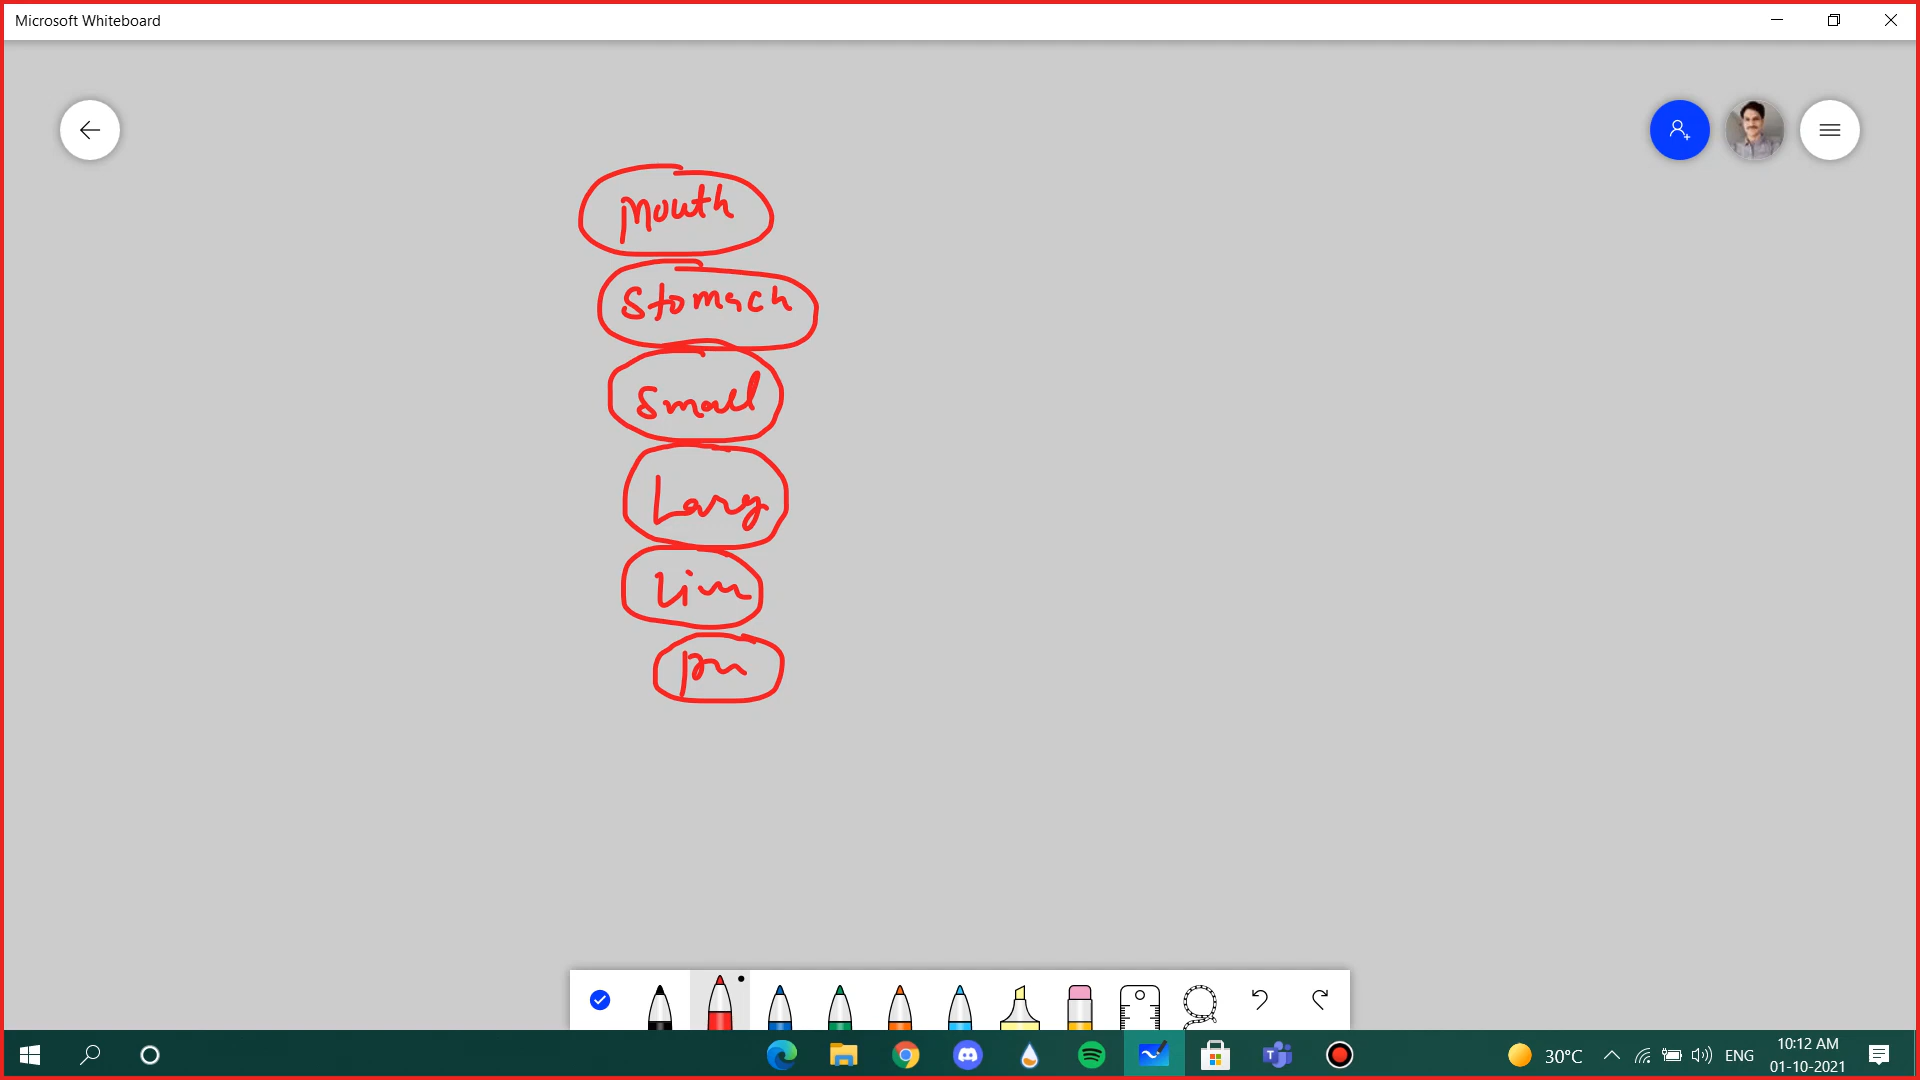 Microsoft Whiteboard
Mouth
Stomach
Small
Larg
30°C
ENG
10:12 AM
01-10-2021